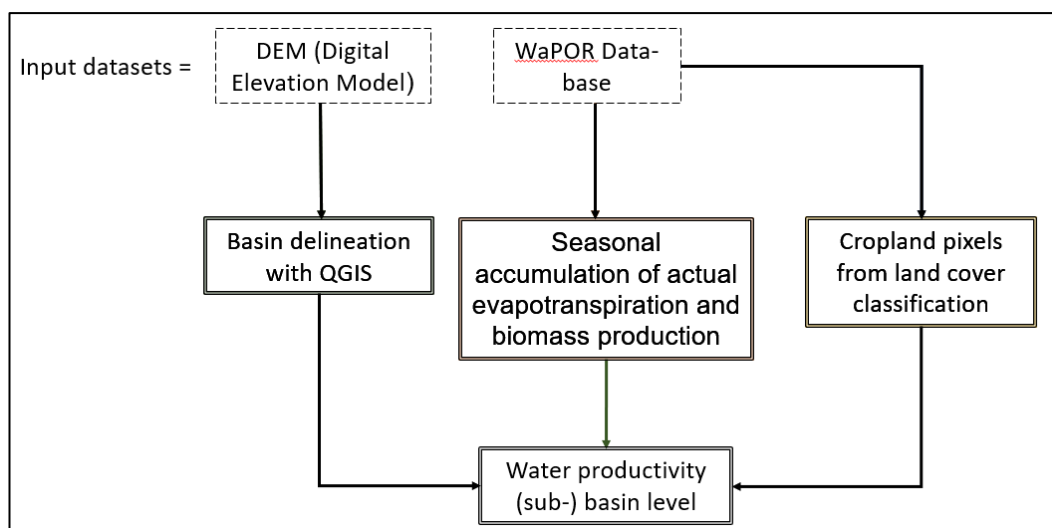 Input datasets =
DEM (Digital
Elevation Model)
WaPOR Data-
base
Basin delineation
with QGIS
Seasonal
accumulation of actual
evapotranspiration and
biomass production
Cropland pixels
from land cover
classification
Water productivity
(sub-) basin level